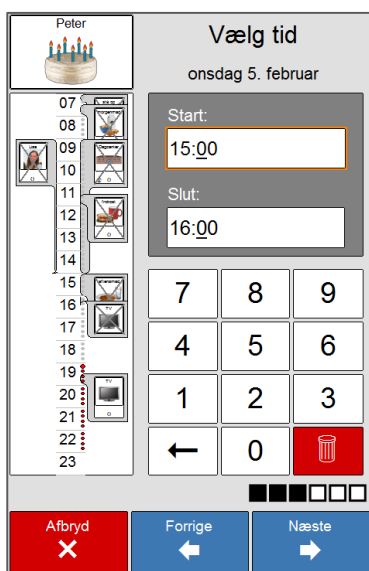 Peter
Vælg tid
onsdag 5. februar
07
08
09
10
11
12
13
14
15
16
17
18
19
20
21
22
23
Lise
TV
TV
Start:
15:00
Slut:
16:00
7 8 9
4 5 6
1 2 3
0
Afbryd
Forrige
Næste